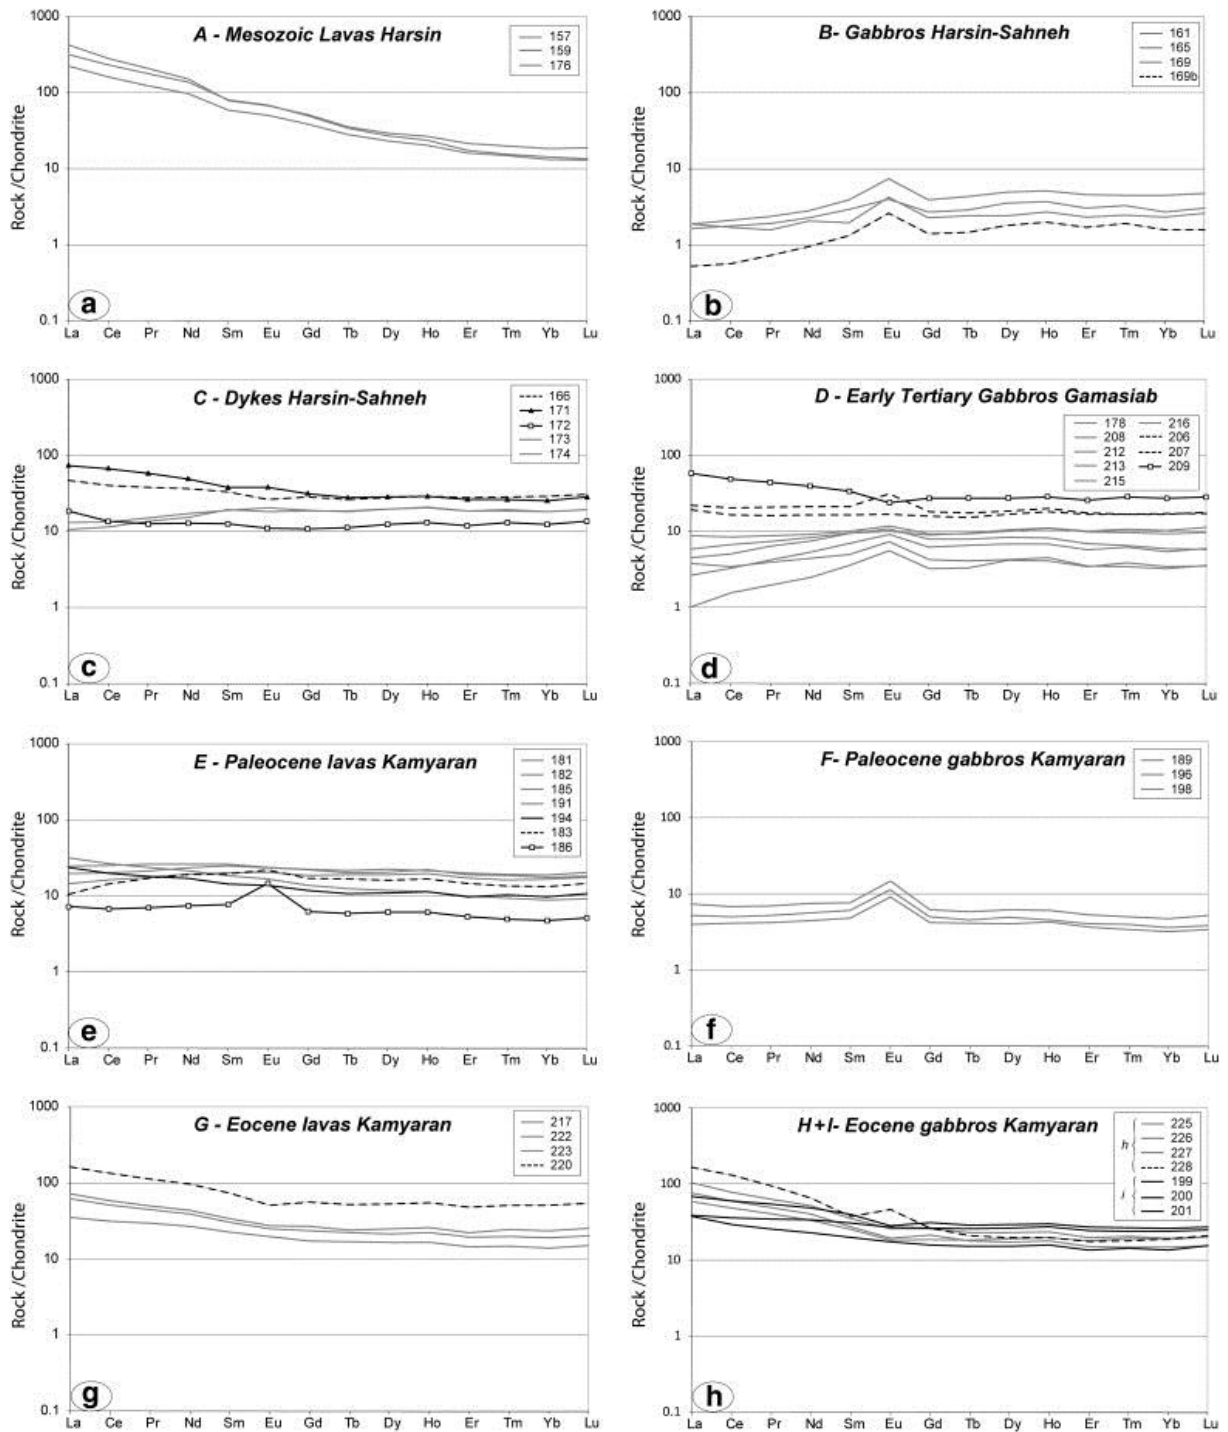 A - Mesozoic Lavas Harsin
157
159
176
1000
100
10
1
0.1
Rock /Chondrite
a
La Ce Pr Nd Sm Eu Gd Tb Dy Ho Er Tm Yb Lu
B- Gabbros Harsin-Sahneh
161
165
169
169b
1000
100
10
1
0.1
Rock /Chondrite
b
La Ce Pr Nd Sm Eu Gd Tb Dy Ho Er Tm Yb Lu
C - Dykes Harsin-Sahneh
166
171
172
173
174
1000
100
10
1
0.1
Rock /Chondrite
c
La Ce Pr Nd Sm Eu Gd Tb Dy Ho Er Tm Yb Lu
D - Early Tertiary Gabbros Gamasiab
178 216
208 206
212 207
213 209
215
1000
100
10
1
0.1
Rock /Chondrite
d
La Ce Pr Nd Sm Eu Gd Tb Dy Ho Er Tm Yb Lu
E - Paleocene lavas Kamyaran
181
182
185
191
194
183
186
1000
100
10
1
0.1
Rock /Chondrite
e
La Ce Pr Nd Sm Eu Gd Tb Dy Ho Er Tm Yb Lu
F- Paleocene gabbros Kamyaran
189
196
198
1000
100
10
1
0.1
Rock /Chondrite
f
La Ce Pr Nd Sm Eu Gd Tb Dy Ho Er Tm Yb Lu
G - Eocene lavas Kamyaran
217
222
223
220
1000
100
10
1
0.1
Rock /Chondrite
g
La Ce Pr Nd Sm Eu Gd Tb Dy Ho Er Tm Yb Lu
H+I- Eocene gabbros Kamyaran
h
225
226
227
228
i
199
200
201
1000
100
10
1
0.1
Rock /Chondrite
h
La Ce Pr Nd Sm Eu Gd Tb Dy Ho Er Tm Yb Lu